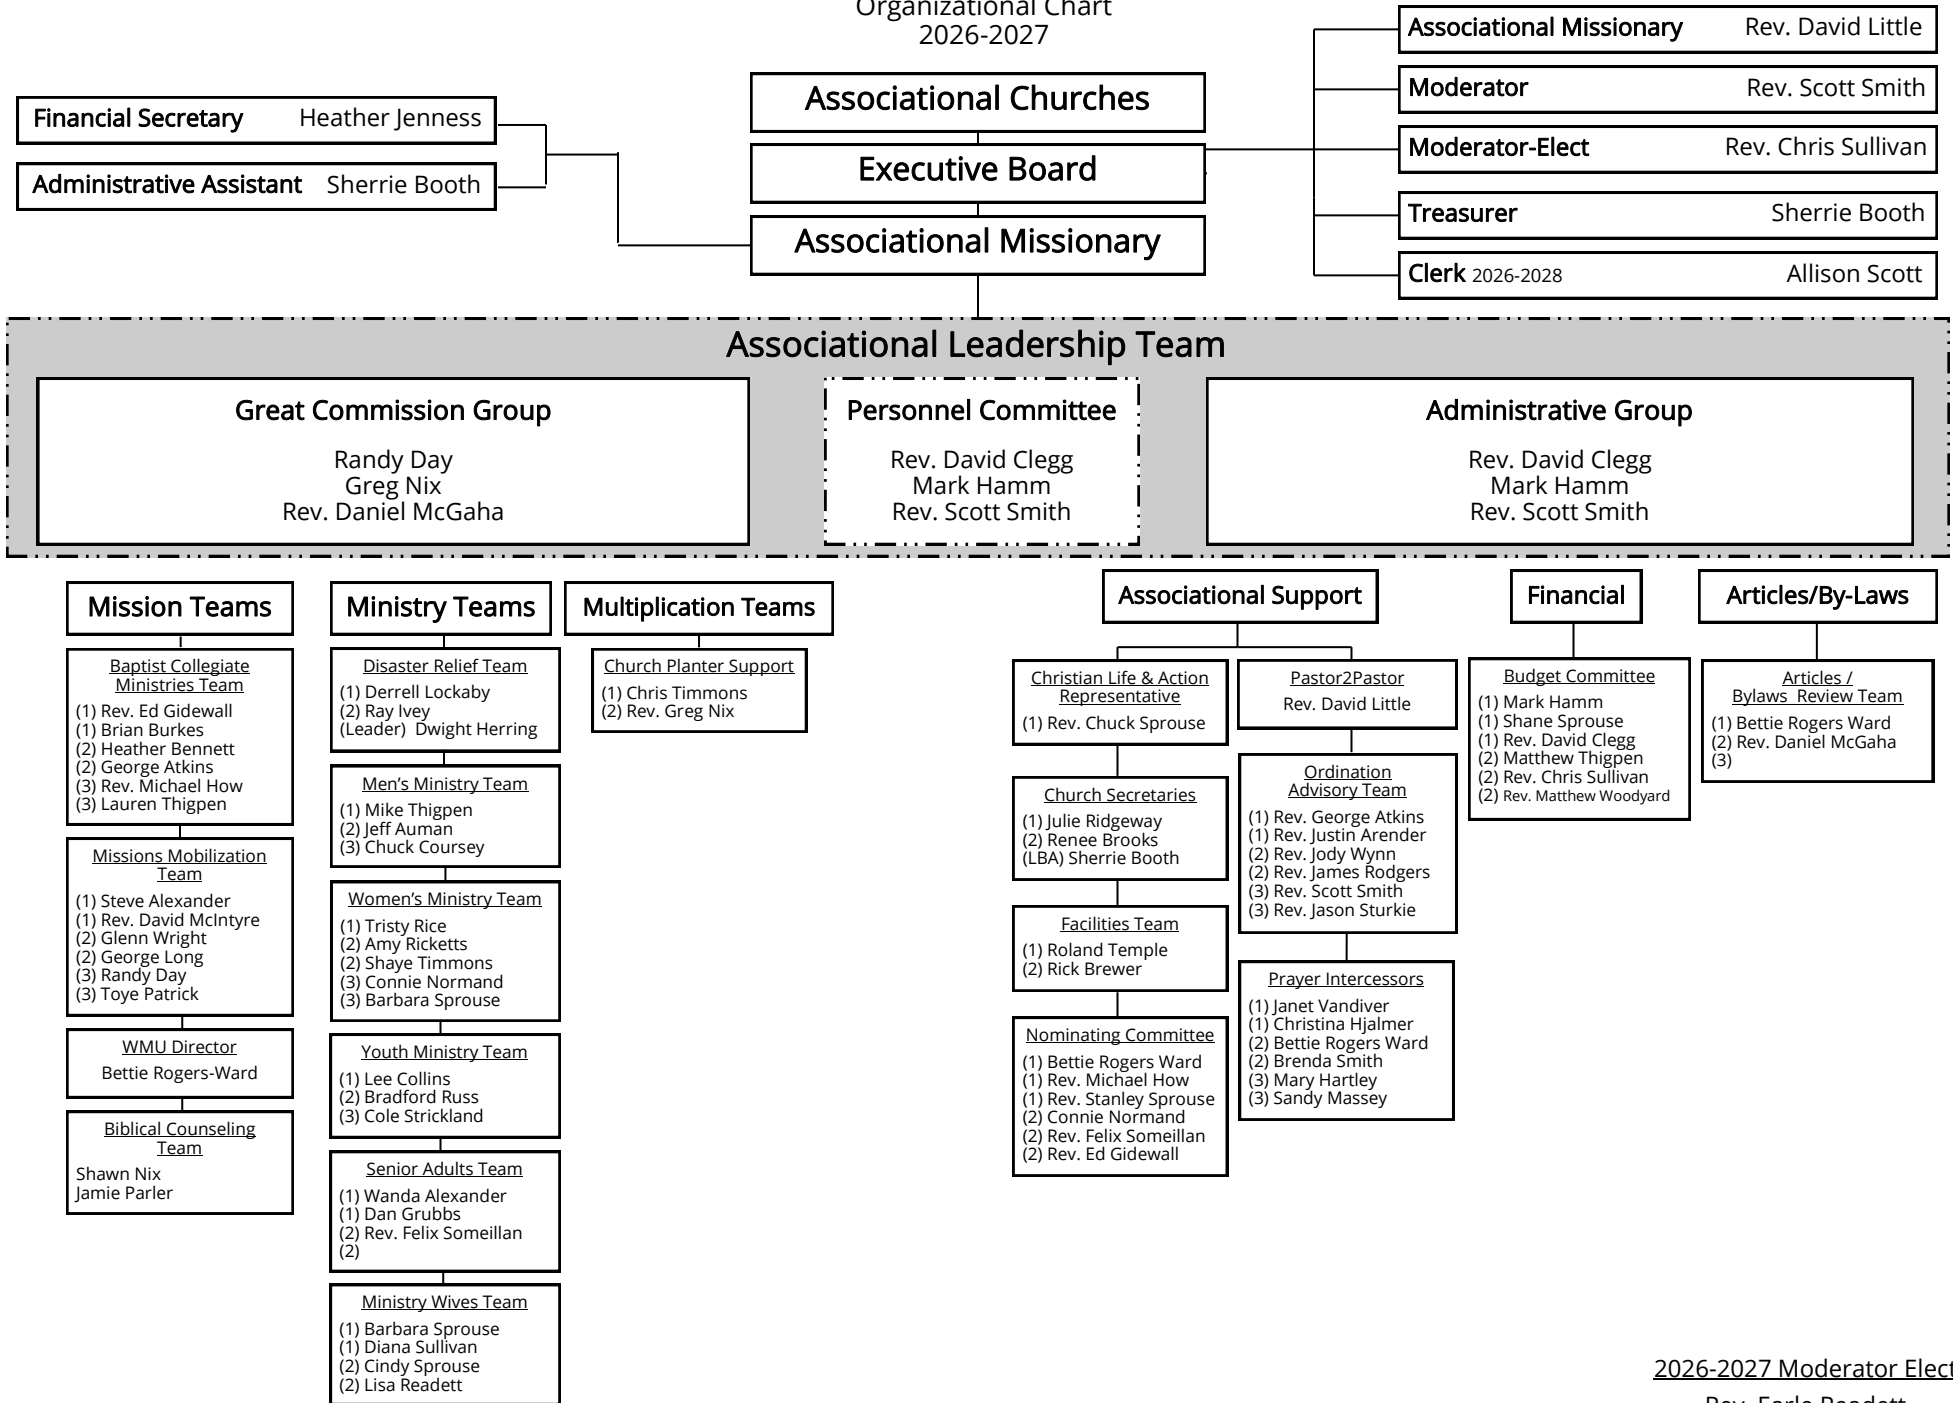 Organizational Chart
2026-2027
Associational Churches
Executive Board
Associational Missionary
Financial Secretary Heather Jenness
Administrative Assistant Sherrie Booth
Associational Missionary Rev. David Little
Moderator Rev. Scott Smith
Moderator-Elect Rev. Chris Sullivan
Treasurer Sherrie Booth
Clerk 2026-2028 Allison Scott
Associational Leadership Team
Great Commission Group
Randy Day
Greg Nix
Rev. Daniel McGaha
Personnel Committee
Rev. David Clegg
Mark Hamm
Rev. Scott Smith
Administrative Group
Rev. David Clegg
Mark Hamm
Rev. Scott Smith
Mission Teams
Baptist Collegiate
Ministries Team
(1) Rev. Ed Gidewall
(1) Brian Burkes
(2) Heather Bennett
(2) George Atkins
(3) Rev. Michael How
(3) Lauren Thigpen
Missions Mobilization
Team
(1) Steve Alexander
(1) Rev. David McIntyre
(2) Glenn Wright
(2) George Long
(3) Randy Day
(3) Toye Patrick
WMU Director
Bettie Rogers-Ward
Biblical Counseling
Team
Shawn Nix
Jamie Parler
Ministry Teams
Disaster Relief Team
(1) Derrell Lockaby
(2) Ray Ivey
(Leader) Dwight Herring
Men’s Ministry Team
(1) Mike Thigpen
(2) Jeff Auman
(3) Chuck Coursey
Women’s Ministry Team
(1) Tristy Rice
(2) Amy Ricketts
(2) Shaye Timmons
(3) Connie Normand
(3) Barbara Sprouse
Youth Ministry Team
(1) Lee Collins
(2) Bradford Russ
(3) Cole Strickland
Senior Adults Team
(1) Wanda Alexander
(1) Dan Grubbs
(2) Rev. Felix Someillan
(2)
Ministry Wives Team
(1) Barbara Sprouse
(1) Diana Sullivan
(2) Cindy Sprouse
(2) Lisa Readett
Multiplication Teams
Church Planter Support
(1) Chris Timmons
(2) Rev. Greg Nix
Associational Support
Christian Life & Action
Representative
(1) Rev. Chuck Sprouse
Church Secretaries
(1) Julie Ridgeway
(2) Renee Brooks
(LBA) Sherrie Booth
Facilities Team
(1) Roland Temple
(2) Rick Brewer
Nominating Committee
(1) Bettie Rogers Ward
(1) Rev. Michael How
(1) Rev. Stanley Sprouse
(2) Connie Normand
(2) Rev. Felix Someillan
(2) Rev. Ed Gidewall
Pastor2Pastor
Rev. David Little
Ordination
Advisory Team
(1) Rev. George Atkins
(1) Rev. Justin Arender
(2) Rev. Jody Wynn
(2) Rev. James Rodgers
(3) Rev. Scott Smith
(3) Rev. Jason Sturkie
Prayer Intercessors
(1) Janet Vandiver
(1) Christina Hjalmer
(2) Bettie Rogers Ward
(2) Brenda Smith
(3) Mary Hartley
(3) Sandy Massey
Financial
Budget Committee
(1) Mark Hamm
(1) Shane Sprouse
(1) Rev. David Clegg
(2) Matthew Thigpen
(2) Rev. Chris Sullivan
(2) Rev. Matthew Woodyard
Articles/By-Laws
Articles /
Bylaws Review Team
(1) Bettie Rogers Ward
(2) Rev. Daniel McGaha
(3)
2026-2027 Moderator Elect
Rev. Earle Readett